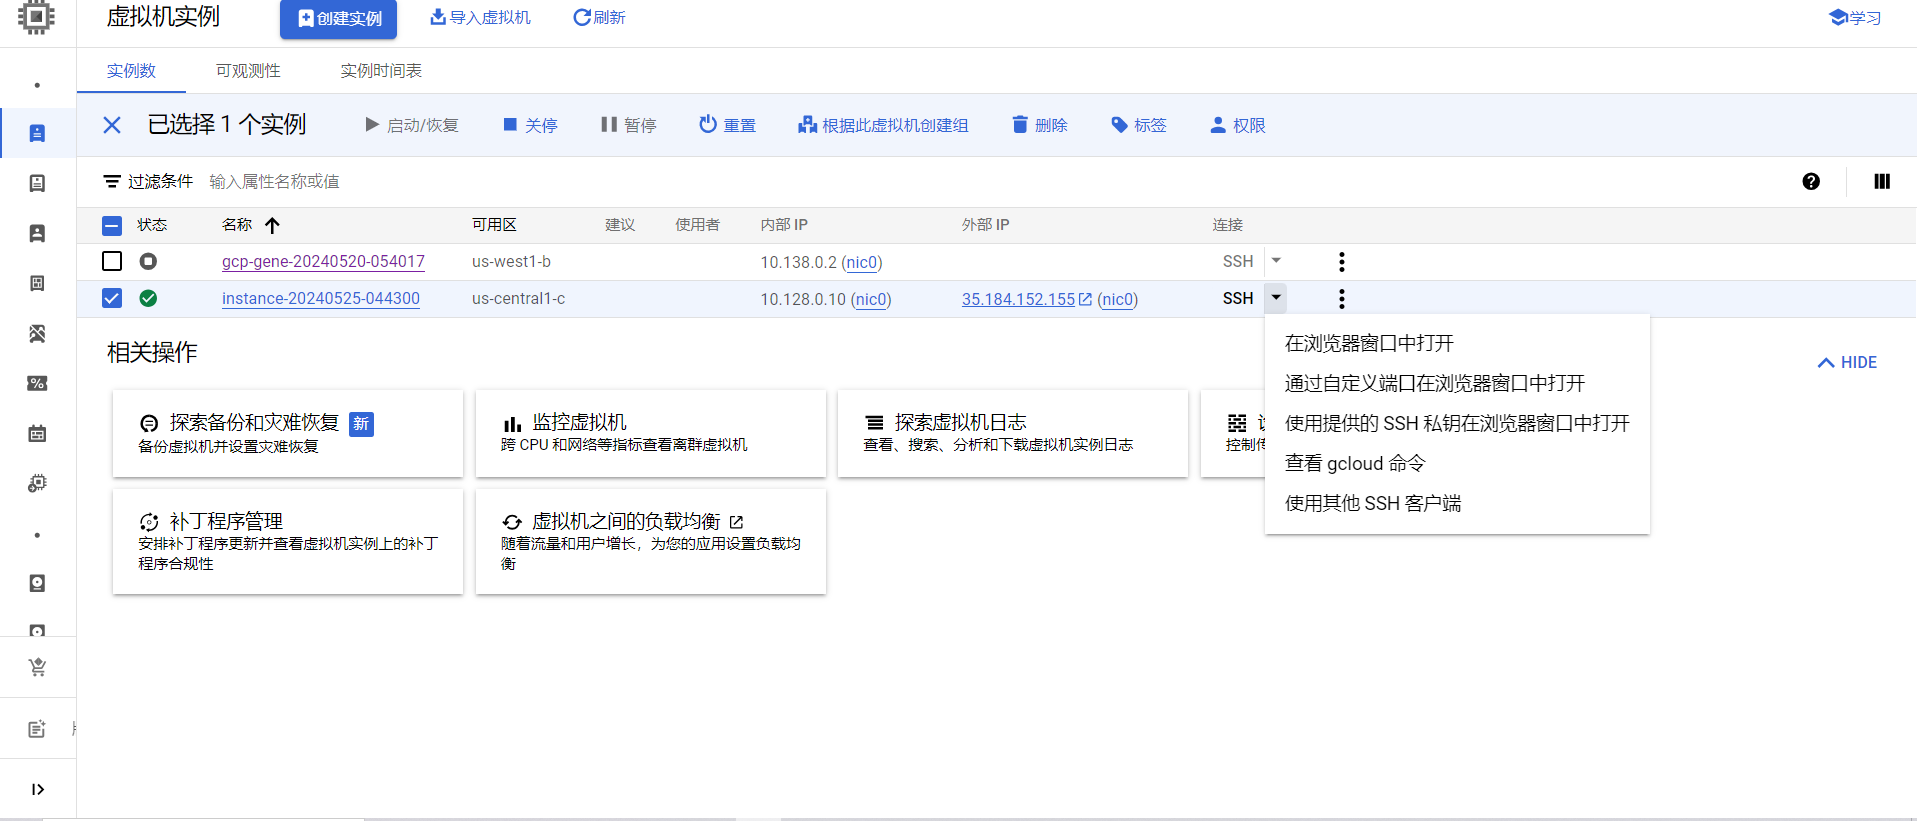 虚拟机实例 创建实例 导入虚拟机 刷新 学习
实例数 可观测性 实例时间表
已选择 1 个实例 启动/恢复 关停 暂停 重置 根据此虚拟机创建组 删除 标签 权限
过滤条件 输入属性名称或值
状态 名称 可用区 建议 使用者 内部 IP 外部 IP 连接
gcp-gene-20240520-054017 us-west1-b 10.138.0.2 (nic0) SSH
instance-20240525-044300 us-central1-c 10.128.0.10 (nic0) 35.184.152.155 (nic0) SSH
在浏览器窗口中打开
通过自定义端口在浏览器窗口中打开
使用提供的 SSH 私钥在浏览器窗口中打开
查看 gcloud 命令
使用其他 SSH 客户端
相关操作
HIDE
探索备份和灾难恢复 新
备份虚拟机并设置灾难恢复
监控虚拟机
跨 CPU 和网络等指标查看离群虚拟机
探索虚拟机日志
查看、搜索、分析和下载虚拟机实例日志
控制传
补丁程序管理
安排补丁程序更新并查看虚拟机实例上的补丁
程序合规性
虚拟机之间的负载均衡
随着流量和用户增长，为您的应用设置负载均
衡